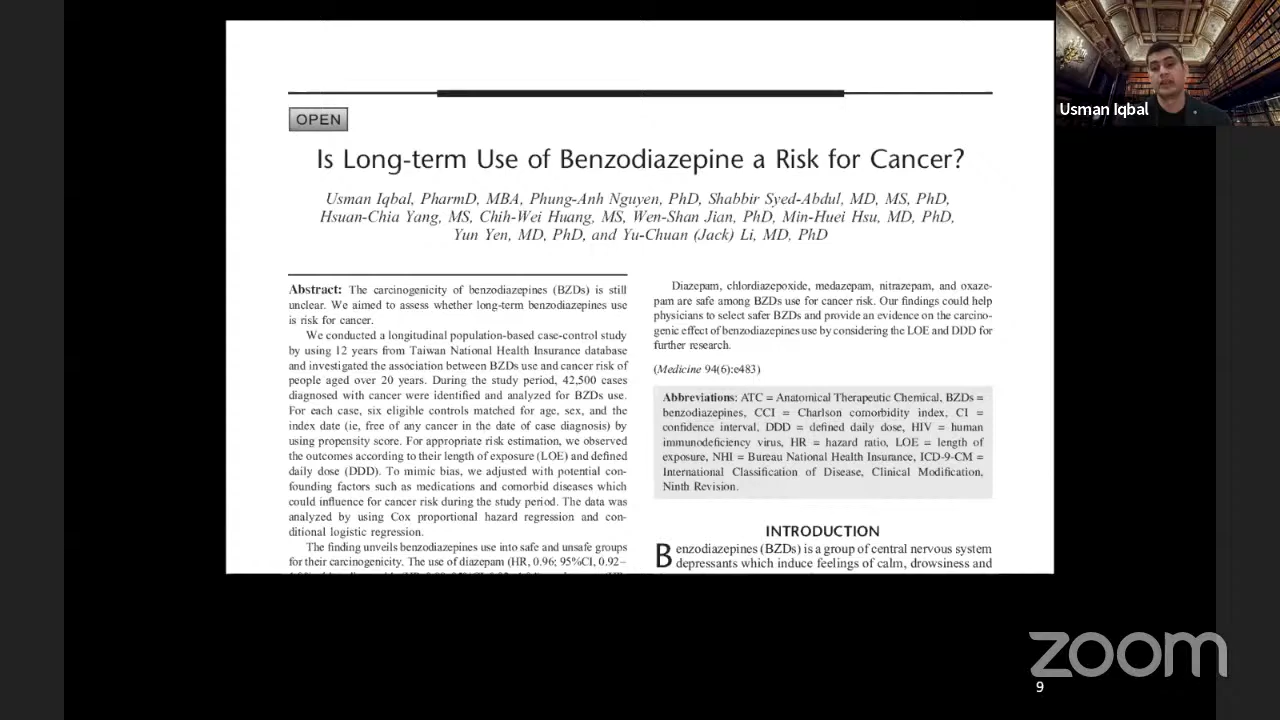 OPEN
Is Long-term Use of Benzodiazepine a Risk for Cancer?
Usman Iqbal, PharmD, MBA, Phung-Anh Nguyen, PhD, Shabbir Syed-Abdul, MD, MS, PhD,
Hsuan-Chia Yang, MS, Chih-Wei Huang, MS, Wen-Shan Jian, PhD, Min-Huei Hsu, MD, PhD,
Yun Yen, MD, PhD, and Yu-Chuan (Jack) Li, MD, PhD
Abstract: The carcinogenicity of benzodiazepines (BZDs) is still
unclear. We aimed to assess whether long-term benzodiazepines use
is risk for cancer.
We conducted a longitudinal population-based case-control study
by using 12 years from Taiwan National Health Insurance database
and investigated the association between BZDs use and cancer risk of
people aged over 20 years. During the study period, 42,500 cases
diagnosed with cancer were identified and analyzed for BZDs use.
For each case, six eligible controls matched for age, sex, and the
index date (ie, free of any cancer in the date of case diagnosis) by
using propensity score. For appropriate risk estimation, we observed
the outcomes according to their length of exposure (LOE) and defined
daily dose (DDD). To mimic bias, we adjusted with potential con-
founding factors such as medications and comorbid diseases which
could influence for cancer risk during the study period. The data was
analyzed by using Cox proportional hazard regression and con-
ditional logistic regression.
The finding unveils benzodiazepines use into safe and unsafe groups
for their carcinogenicity. The use of diazepam (HR, 0.96; 95%CI, 0.92–
Diazepam, chlordiazepoxide, medazepam, nitrazepam, and oxaze-
pam are safe among BZDs use for cancer risk. Our findings could help
physicians to select safer BZDs and provide an evidence on the carcino-
genic effect of benzodiazepines use by considering the LOE and DDD for
further research.
(Medicine 94(6):e483)
Abbreviations: ATC = Anatomical Therapeutic Chemical, BZDs =
benzodiazepines, CCI = Charlson comorbidity index, CI =
confidence interval, DDD = defined daily dose, HIV = human
immunodeficiency virus, HR = hazard ratio, LOE = length of
exposure, NHI = Bureau National Health Insurance, ICD-9-CM =
International Classification of Disease, Clinical Modification,
Ninth Revision.
INTRODUCTION
Benzodiazepines (BZDs) is a group of central nervous system
depressants which induce feelings of calm, drowsiness and
Usman Iqbal
zoom
9